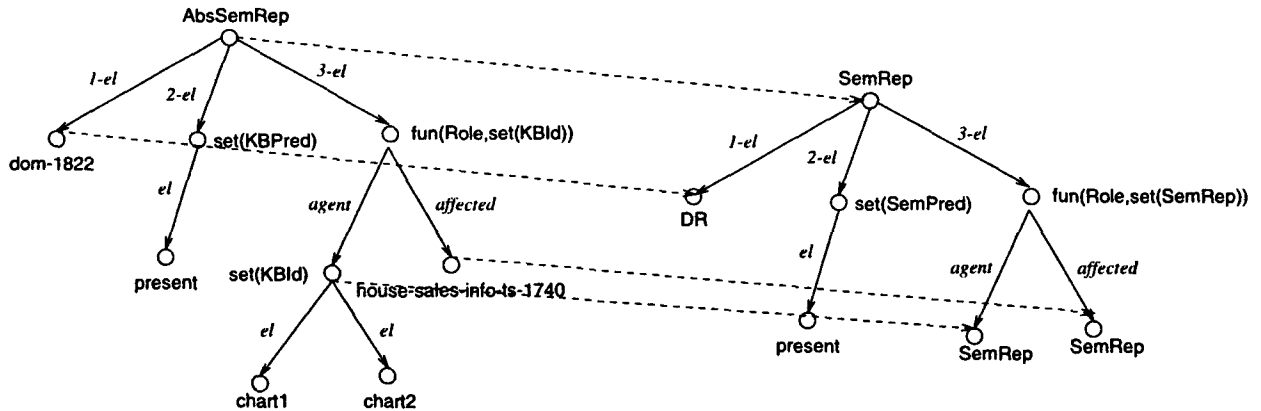 AbsSemRep
1-el
2-el
3-el
dom-1822
set(KBPred)
fun(Role,set(KBId))
el
agent
affected
present
set(KBId)
house-sales-info-ts-1740
el
el
chart1
chart2
SemRep
1-el
2-el
3-el
DR
set(SemPred)
fun(Role,set(SemRep))
el
agent
affected
present
SemRep
SemRep